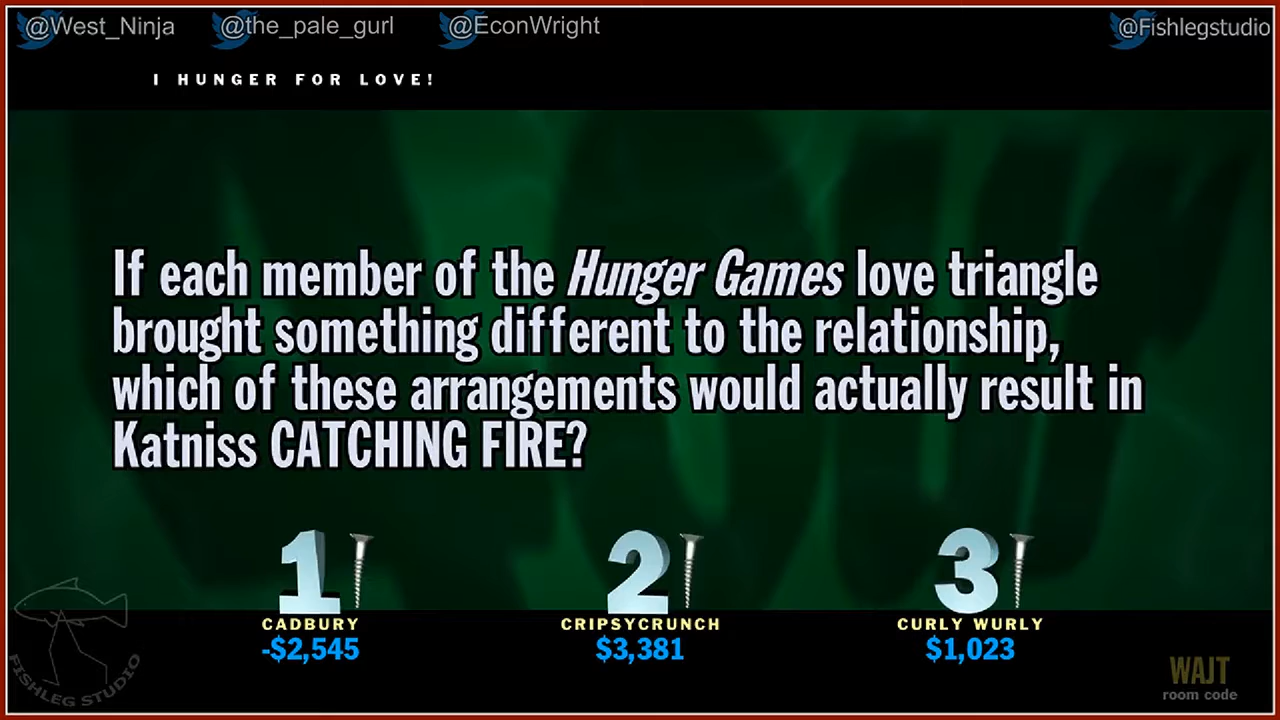 @West_Ninja @the_pale_gurl @EconWright @Fishlegstudio
I HUNGER FOR LOVE!
If each member of the Hunger Games love triangle
brought something different to the relationship,
which of these arrangements would actually result in
Katniss CATCHING FIRE?
1 2 3
CADBURY CRIPSYCRUNCH CURLY WURLY
-$2,545 $3,381 $1,023
WAJT
room code
FISHLEG STUDIO